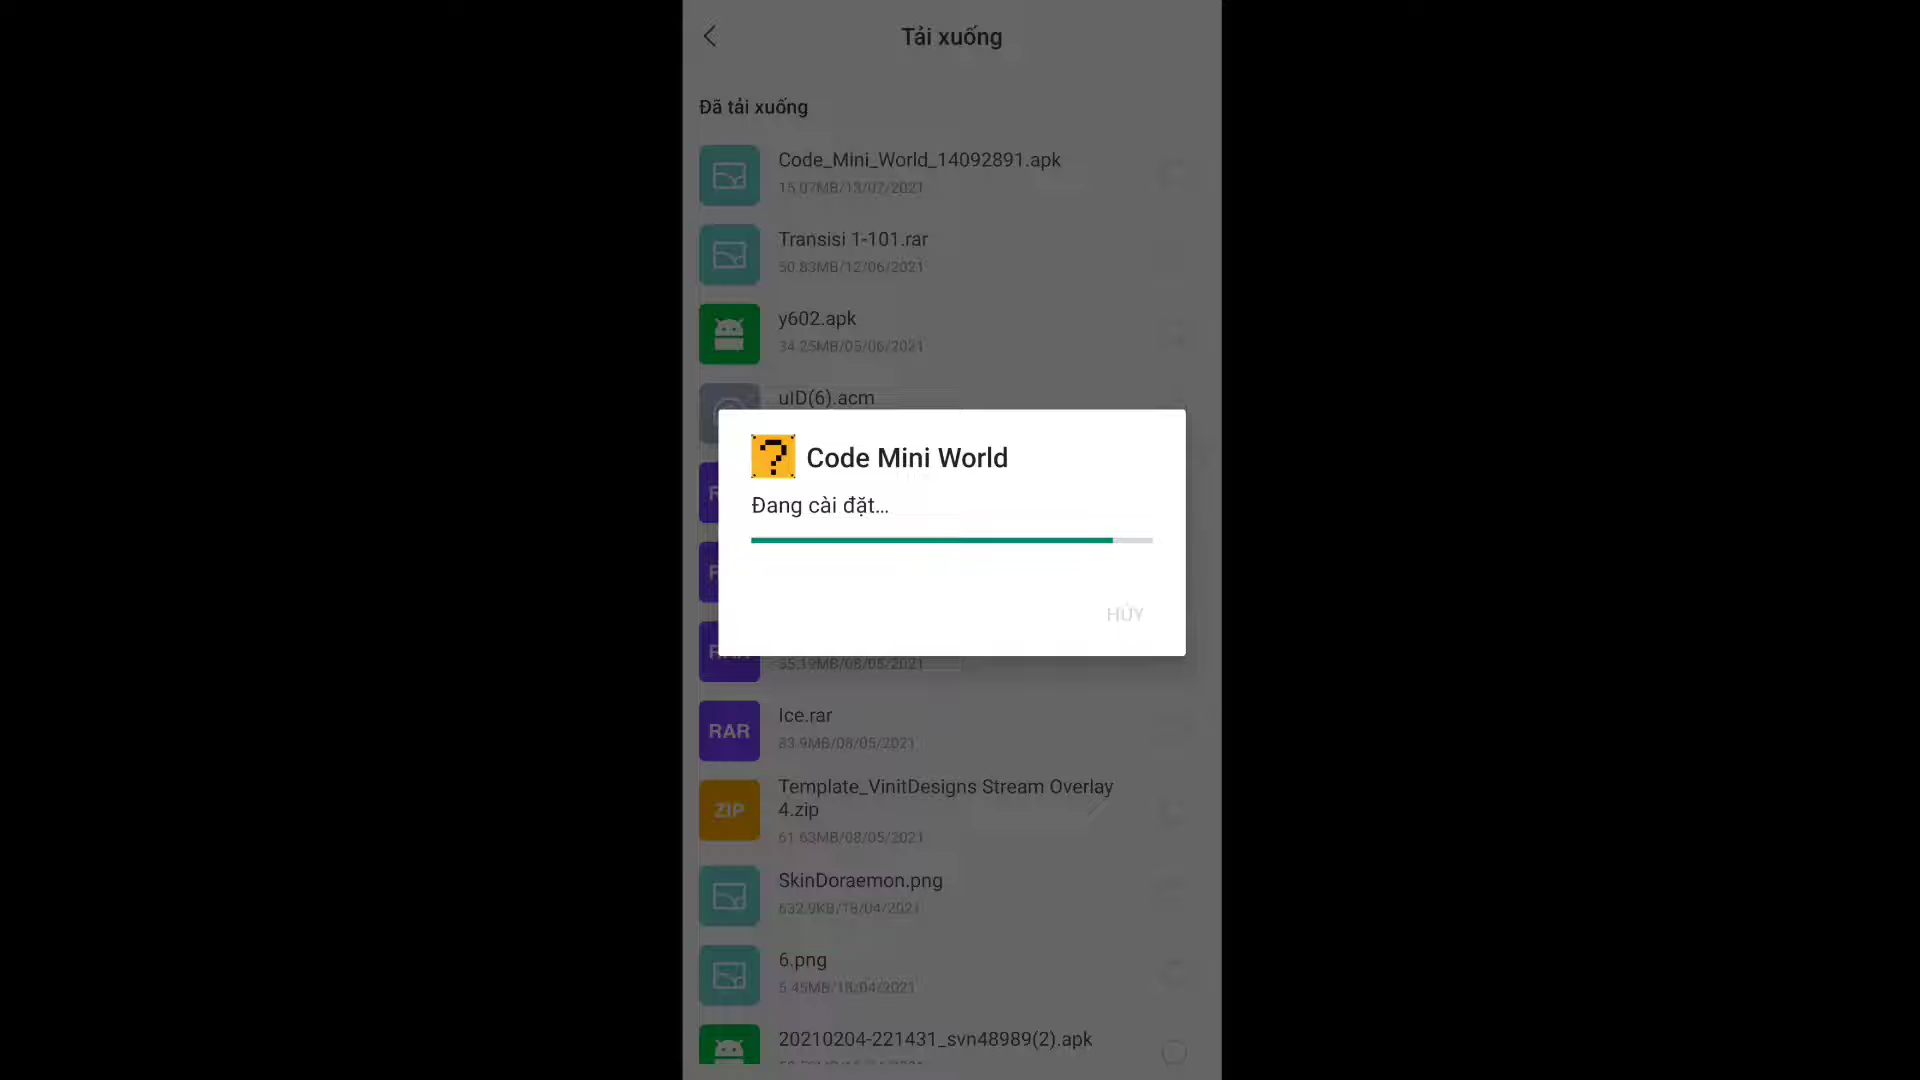 Tải xuống
Đã tải xuống
Code_Mini_World_14092891.apk
15.07MB/13/07/2021
Transisi 1-101.rar
50.83MB/12/06/2021
y602.apk
34.25MB/05/06/2021
uID(6).acm
Code Mini World
Đang cài đặt...
HỦY
35.19MB/08/05/2021
RAR
Ice.rar
83.9MB/08/05/2021
ZIP
Template_VinitDesigns Stream Overlay
4.zip
61.63MB/08/05/2021
SkinDoraemon.png
632.9KB/18/04/2021
6.png
5.45MB/18/04/2021
20210204-221431_svn48989(2).apk